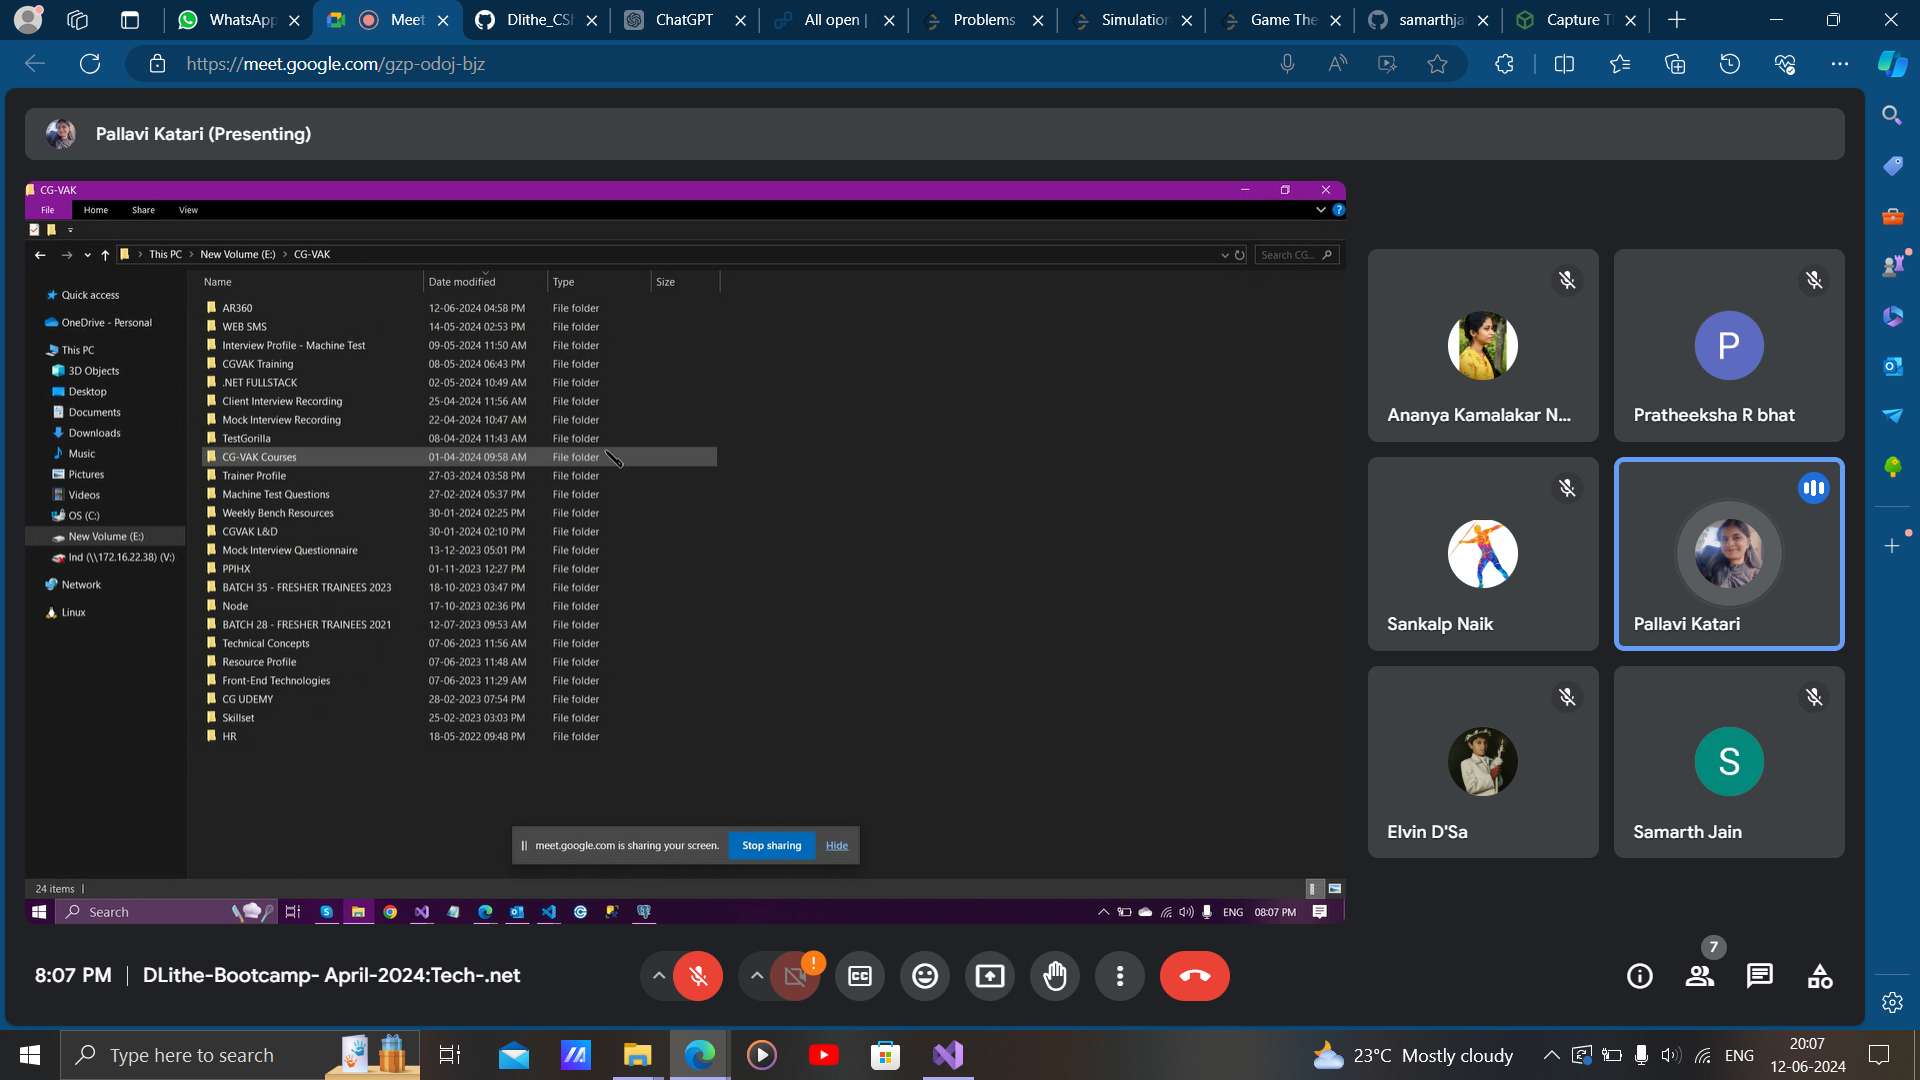 WhatsApp
Meet
Dlithe_CSh
ChatGPT
All open |
Problems
Simulation
Game The
samarthja
Capture T
https://meet.google.com/gzp-odoj-bjz
Pallavi Katari (Presenting)
CG-VAK
File Home Share View
This PC > New Volume (E:) > CG-VAK
Search CG...
Name Date modified Type Size
Quick access
OneDrive - Personal
This PC
3D Objects
Desktop
Documents
Downloads
Music
Pictures
Videos
OS (C:)
New Volume (E:)
Ind (\\172.16.22.38) (V:)
Network
Linux
AR360 12-06-2024 04:58 PM File folder
WEB SMS 14-05-2024 02:53 PM File folder
Interview Profile - Machine Test 09-05-2024 11:50 AM File folder
CGVAK Training 08-05-2024 06:43 PM File folder
.NET FULLSTACK 02-05-2024 10:49 AM File folder
Client Interview Recording 25-04-2024 11:56 AM File folder
Mock Interview Recording 22-04-2024 10:47 AM File folder
TestGorilla 08-04-2024 11:43 AM File folder
CG-VAK Courses 01-04-2024 09:58 AM File folder
Trainer Profile 27-03-2024 03:58 PM File folder
Machine Test Questions 27-02-2024 05:37 PM File folder
Weekly Bench Resources 30-01-2024 02:25 PM File folder
CGVAK L&D 30-01-2024 02:10 PM File folder
Mock Interview Questionnaire 13-12-2023 05:01 PM File folder
PPIHX 01-11-2023 12:27 PM File folder
BATCH 35 - FRESHER TRAINEES 2023 18-10-2023 03:47 PM File folder
Node 17-10-2023 02:36 PM File folder
BATCH 28 - FRESHER TRAINEES 2021 12-07-2023 09:53 AM File folder
Technical Concepts 07-06-2023 11:56 AM File folder
Resource Profile 07-06-2023 11:48 AM File folder
Front-End Technologies 07-06-2023 11:29 AM File folder
CG UDEMY 28-02-2023 07:54 PM File folder
Skillset 25-02-2023 03:03 PM File folder
HR 18-05-2022 09:48 PM File folder
meet.google.com is sharing your screen. Stop sharing Hide
24 items
Search
ENG 08:07 PM
Ananya Kamalakar N...
P
Pratheeksha R bhat
Sankalp Naik
Pallavi Katari
Elvin D'Sa
S
Samarth Jain
8:07 PM | DLithe-Bootcamp- April-2024:Tech-.net
7
Type here to search
23°C Mostly cloudy
ENG
20:07
12-06-2024